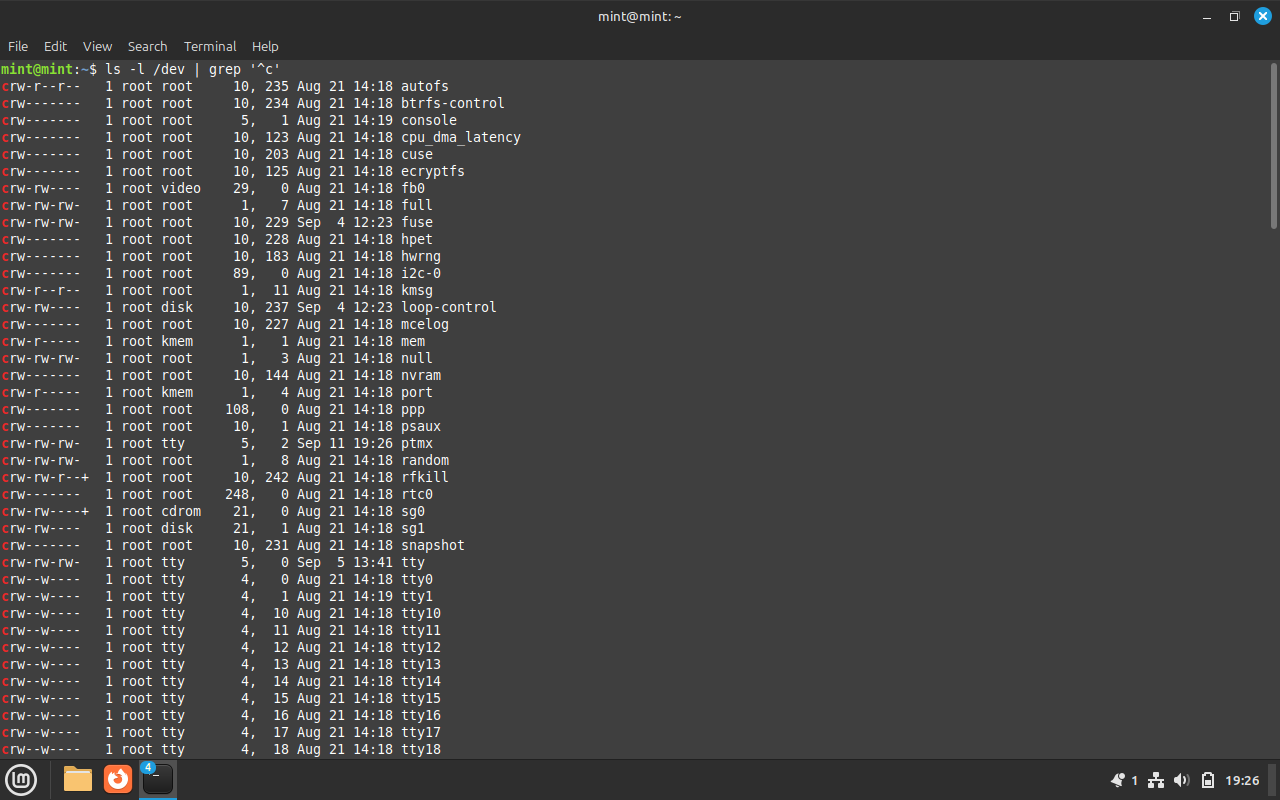 mint@mint: ~
File Edit View Search Terminal Help
mint@mint:~$ ls -l /dev | grep '^c'
crw-r--r--   1 root root     10, 235 Aug 21 14:18 autofs
crw-------   1 root root     10, 234 Aug 21 14:18 btrfs-control
crw-------   1 root root      5,   1 Aug 21 14:19 console
crw-------   1 root root     10, 123 Aug 21 14:18 cpu_dma_latency
crw-------   1 root root     10, 203 Aug 21 14:18 cuse
crw-------   1 root root     10, 125 Aug 21 14:18 ecryptfs
crw-rw----   1 root video    29,   0 Aug 21 14:18 fb0
crw-rw-rw-   1 root root      1,   7 Aug 21 14:18 full
crw-rw-rw-   1 root root     10, 229 Sep  4 12:23 fuse
crw-------   1 root root     10, 228 Aug 21 14:18 hpet
crw-------   1 root root     10, 183 Aug 21 14:18 hwrng
crw-------   1 root root     89,   0 Aug 21 14:18 i2c-0
crw-r--r--   1 root root      1,  11 Aug 21 14:18 kmsg
crw-rw----   1 root disk     10, 237 Sep  4 12:23 loop-control
crw-------   1 root root     10, 227 Aug 21 14:18 mcelog
crw-r-----   1 root kmem      1,   1 Aug 21 14:18 mem
crw-rw-rw-   1 root root      1,   3 Aug 21 14:18 null
crw-------   1 root root     10, 144 Aug 21 14:18 nvram
crw-r-----   1 root kmem      1,   4 Aug 21 14:18 port
crw-------   1 root root    108,   0 Aug 21 14:18 ppp
crw-------   1 root root     10,   1 Aug 21 14:18 psaux
crw-rw-rw-   1 root tty       5,   2 Sep 11 19:26 ptmx
crw-rw-rw-   1 root root      1,   8 Aug 21 14:18 random
crw-rw-r--+  1 root root     10, 242 Aug 21 14:18 rfkill
crw-------   1 root root    248,   0 Aug 21 14:18 rtc0
crw-rw----+  1 root cdrom    21,   0 Aug 21 14:18 sg0
crw-rw----   1 root disk     21,   1 Aug 21 14:18 sg1
crw-------   1 root root     10, 231 Aug 21 14:18 snapshot
crw-rw-rw-   1 root tty       5,   0 Sep  5 13:41 tty
crw--w----   1 root tty       4,   0 Aug 21 14:18 tty0
crw--w----   1 root tty       4,   1 Aug 21 14:19 tty1
crw--w----   1 root tty       4,  10 Aug 21 14:18 tty10
crw--w----   1 root tty       4,  11 Aug 21 14:18 tty11
crw--w----   1 root tty       4,  12 Aug 21 14:18 tty12
crw--w----   1 root tty       4,  13 Aug 21 14:18 tty13
crw--w----   1 root tty       4,  14 Aug 21 14:18 tty14
crw--w----   1 root tty       4,  15 Aug 21 14:18 tty15
crw--w----   1 root tty       4,  16 Aug 21 14:18 tty16
crw--w----   1 root tty       4,  17 Aug 21 14:18 tty17
crw--w----   1 root tty       4,  18 Aug 21 14:18 tty18
4
1 19:26